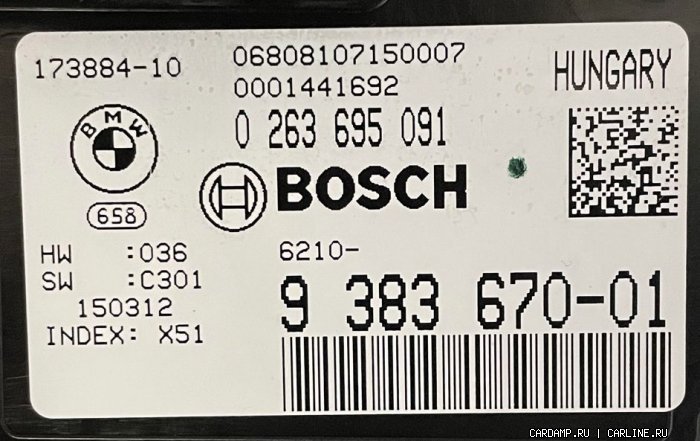 173884-10
06808107150007
0001441692
HUNGARY
0 263 695 091
BMW
BOSCH
658
HW :036
SW :C301
150312
INDEX: X51
6210-
9 383 670-01
CARDAMP.RU | CARLINE.RU